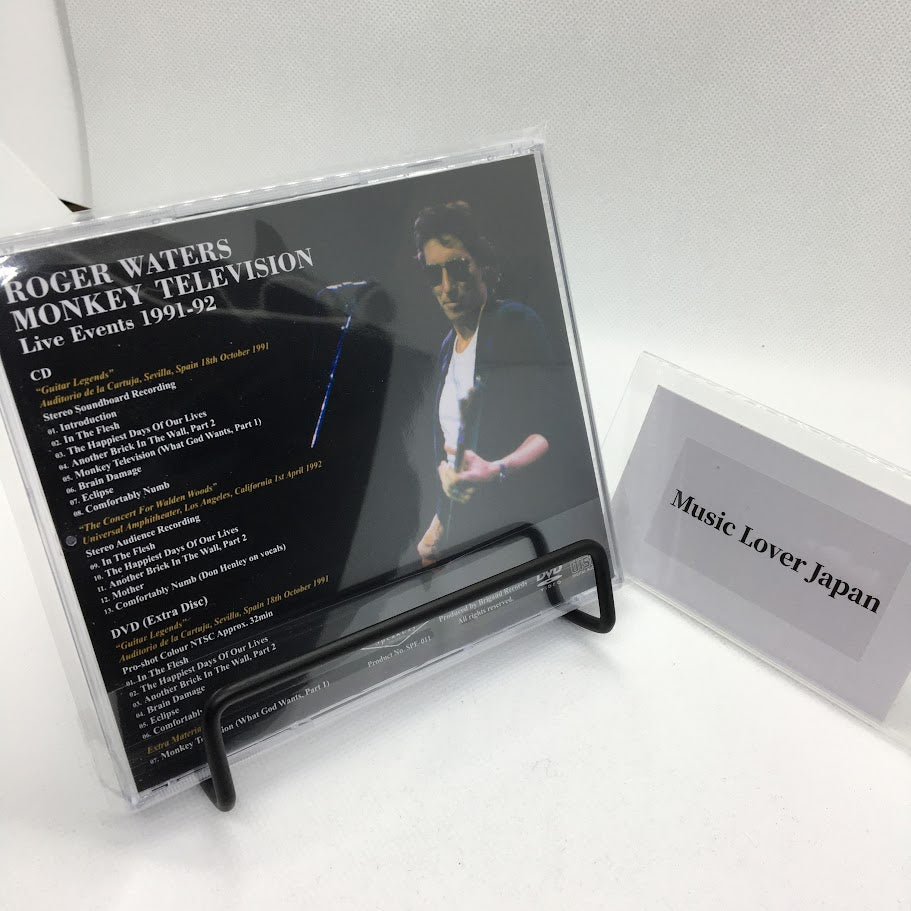 ROGER WATERS
MONKEY TELEVISION
Live Events 1991-92
CD
"Guitar Legends"
Auditorio de la Cartuja, Sevilla, Spain 18th October 1991
Stereo Soundboard Recording
01. Introduction
02. In The Flesh
03. The Happiest Days Of Our Lives
04. Another Brick In The Wall, Part 2
05. Monkey Television (What God Wants, Part 1)
06. Brain Damage
07. Eclipse
08. Comfortably Numb
"The Concert For Walden Woods"
Universal Amphitheater, Los Angeles, California 1st April 1992
Stereo Audience Recording
09. In The Flesh
10. The Happiest Days Of Our Lives
11. Another Brick In The Wall, Part 2
12. Mother
13. Comfortably Numb (Don Henley on vocals)
DVD (Extra Disc)
"Guitar Legends"
Auditorio de la Cartuja, Sevilla, Spain 18th October 1991
Pro-shot Colour NTSC Approx. 32min
01. In The Flesh
02. The Happiest Days Of Our Lives
03. Another Brick In The Wall, Part 2
04. Brain Damage
05. Eclipse
06. Comfortably
Extra Materia
07. Monkey Te (What God Wants, Part 1)
Product No. SPE-011
Produced by Brigand Records
All rights reserved.
DVD
VIDEO
Music Lover Japan